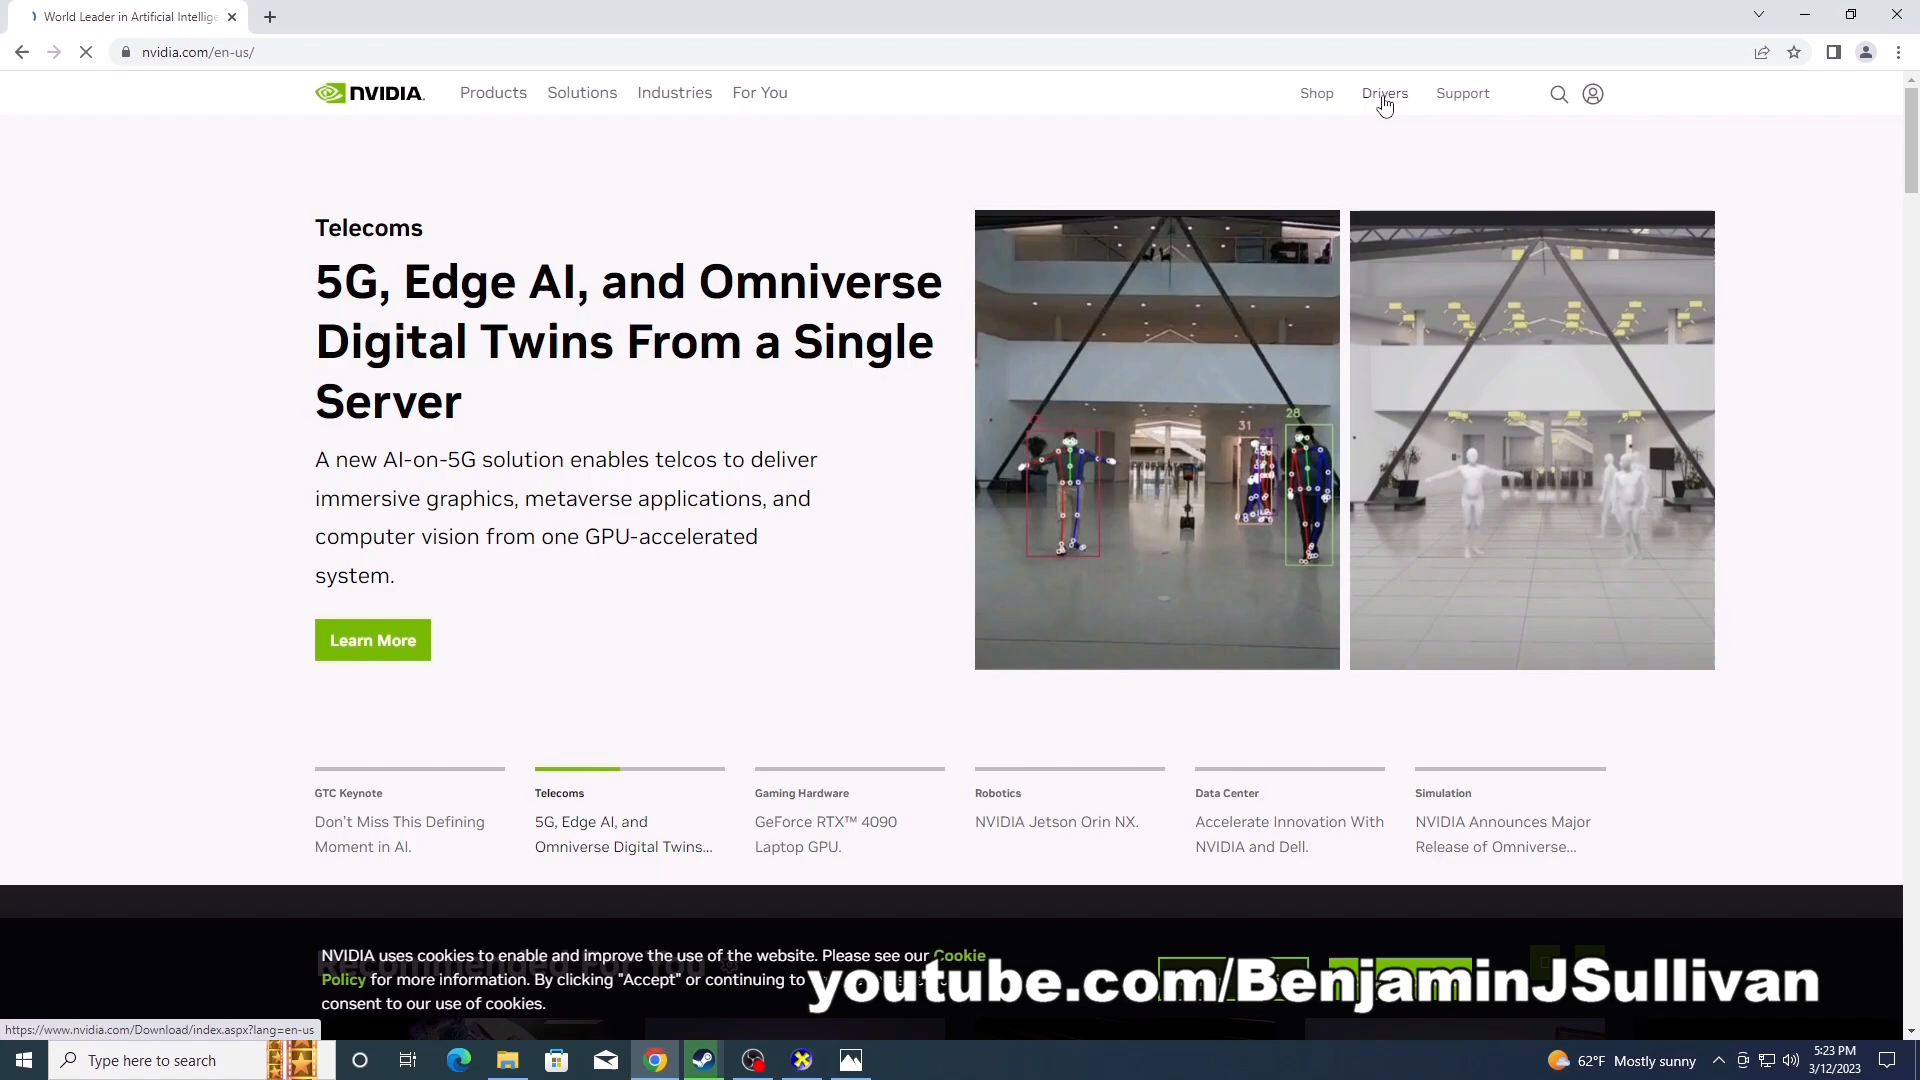 World Leader in Artificial Intellige
nvidia.com/en-us/
NVIDIA.
Products
Solutions
Industries
For You
Shop
Drivers
Support
Telecoms
5G, Edge AI, and Omniverse
Digital Twins From a Single
Server
A new AI-on-5G solution enables telcos to deliver
immersive graphics, metaverse applications, and
computer vision from one GPU-accelerated
system.
Learn More
28
31
23
GTC Keynote
Don't Miss This Defining
Moment in AI.
Telecoms
5G, Edge AI, and
Omniverse Digital Twins...
Gaming Hardware
GeForce RTX™ 4090
Laptop GPU.
Robotics
NVIDIA Jetson Orin NX.
Data Center
Accelerate Innovation With
NVIDIA and Dell.
Simulation
NVIDIA Announces Major
Release of Omniverse...
Recommended For You
NVIDIA uses cookies to enable and improve the use of the website. Please see our Cookie
Policy for more information. By clicking "Accept" or continuing to
consent to our use of cookies.
youtube.com/BenjaminJSullivan
https://www.nvidia.com/Download/index.aspx?lang=en-us
Type here to search
62°F Mostly sunny
5:23 PM
3/12/2023